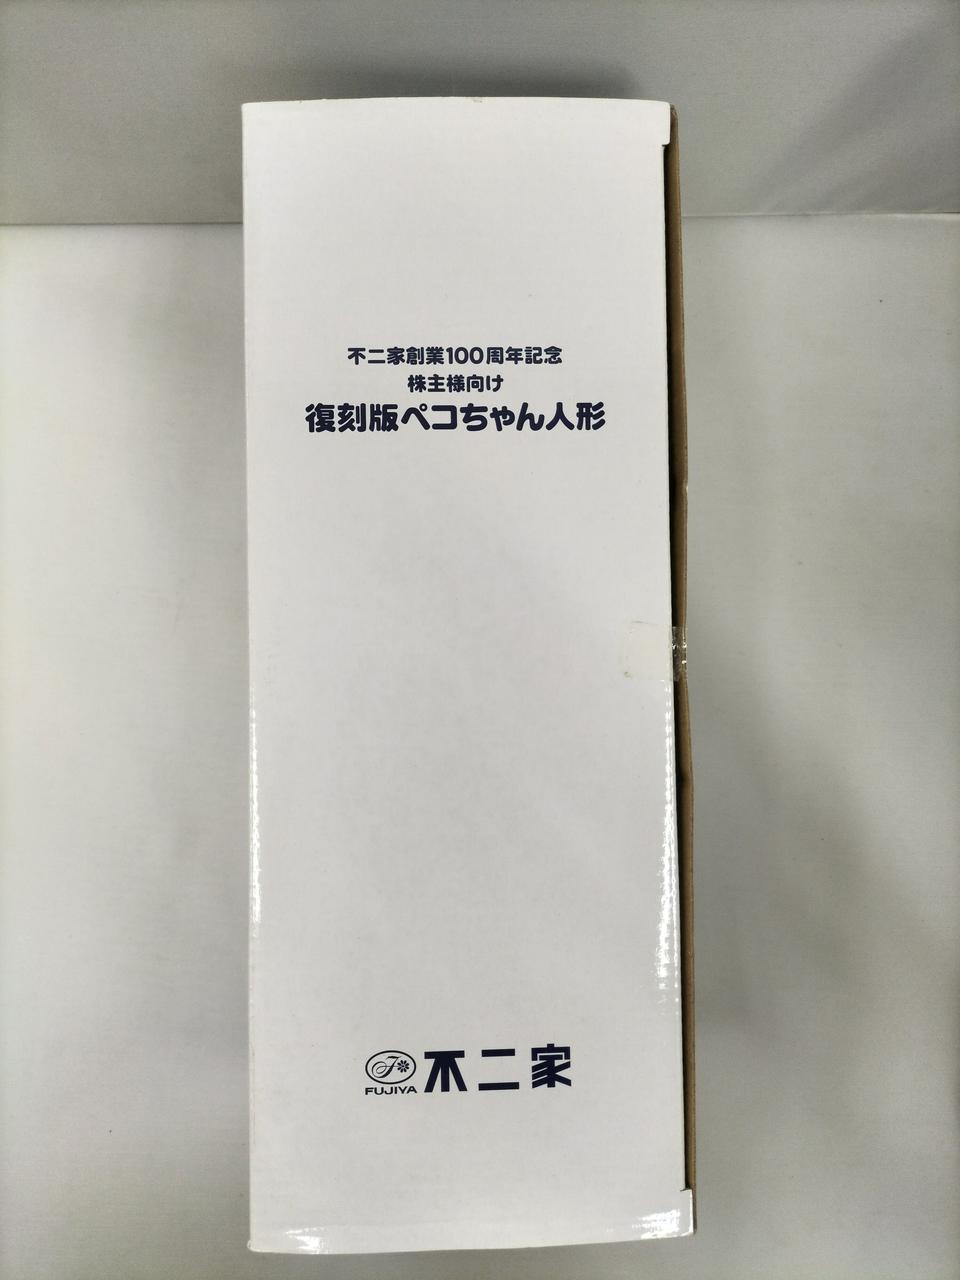 不二家創業100周年記念
株主様向け
復刻版ペコちゃん人形
FUJIYA
不二家